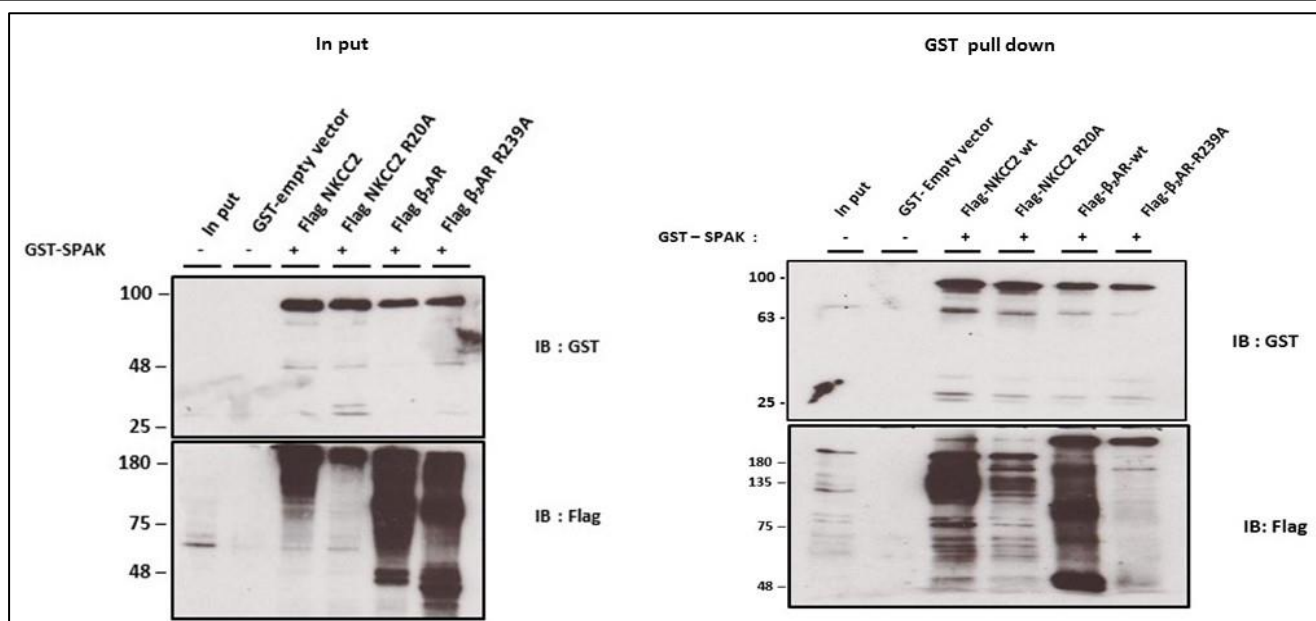 In put
In put
GST-empty vector
Flag NKCC2
Flag NKCC2 R20A
Flag β₂AR
Flag β₂AR R239A
GST-SPAK - - + + + +
100 –
48 –
25 –
IB : GST
180 –
75 –
48 –
IB : Flag
GST pull down
In put
GST- Empty vector
Flag-NKCC2 wt
Flag-NKCC2 R20A
Flag-β₂AR-wt
Flag-β₂AR-R239A
GST – SPAK : - - + + + +
100 -
63 -
25 -
IB : GST
180 -
135 -
75 -
48 -
IB: Flag